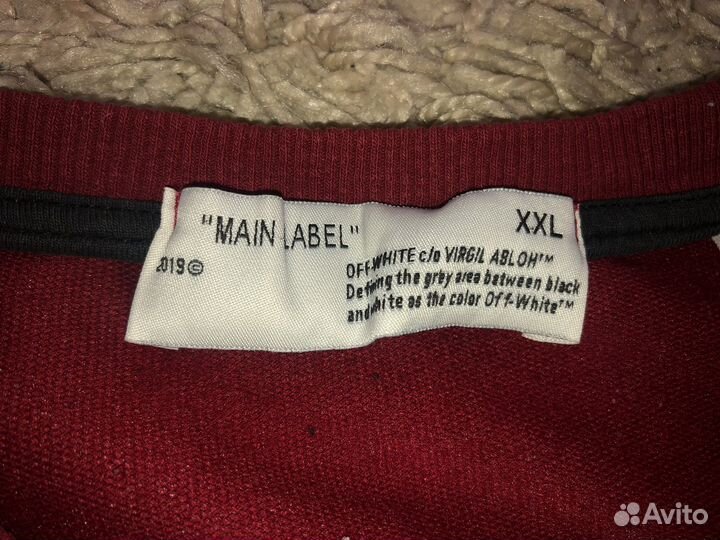 "MAIN LABEL"
XXL
2019©
OFF-WHITE c/o VIRGIL ABLOH™
Defining the grey area between black
and white as the color Off-White™
Avito